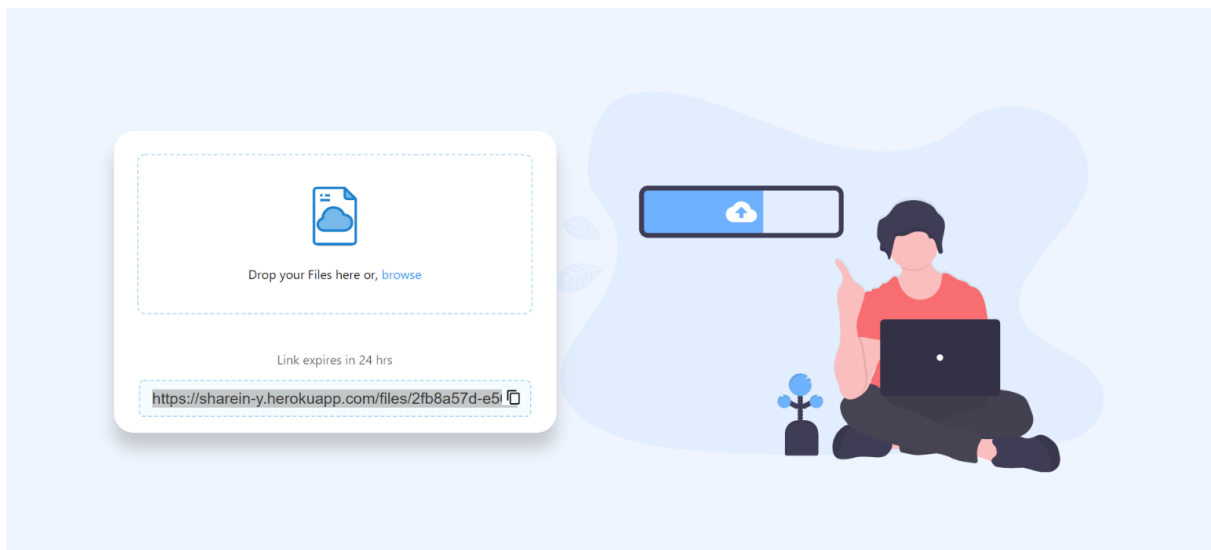 Drop your Files here or, browse
Link expires in 24 hrs
https://sharein-y.herokuapp.com/files/2fb8a57d-e5